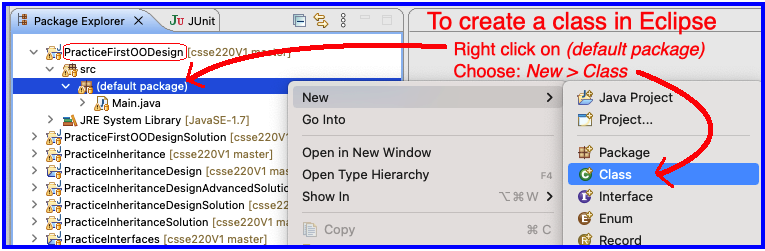 Package Explorer
JUnit
PracticeFirstOODesign [csse220V1 master]
src
(default package)
Main.java
JRE System Library [JavaSE-1.7]
PracticeFirstOODesignSolution [csse220V1 master]
PracticeInheritance [csse220V1 master]
PracticeInheritanceDesign [csse220V1 master]
PracticeInheritanceDesignAdvancedSolution
PracticeInheritanceDesignSolution [csse220V1
PracticeInheritanceSolution [csse220V1 master]
PracticeInterfaces [csse220V1 master]
To create a class in Eclipse
Right click on (default package)
Choose: New > Class
New
Go Into
Open in New Window
Open Type Hierarchy F4
Show In ⌥⌘W
Copy ⌘C
Java Project
Project...
Package
Class
Interface
Enum
Record